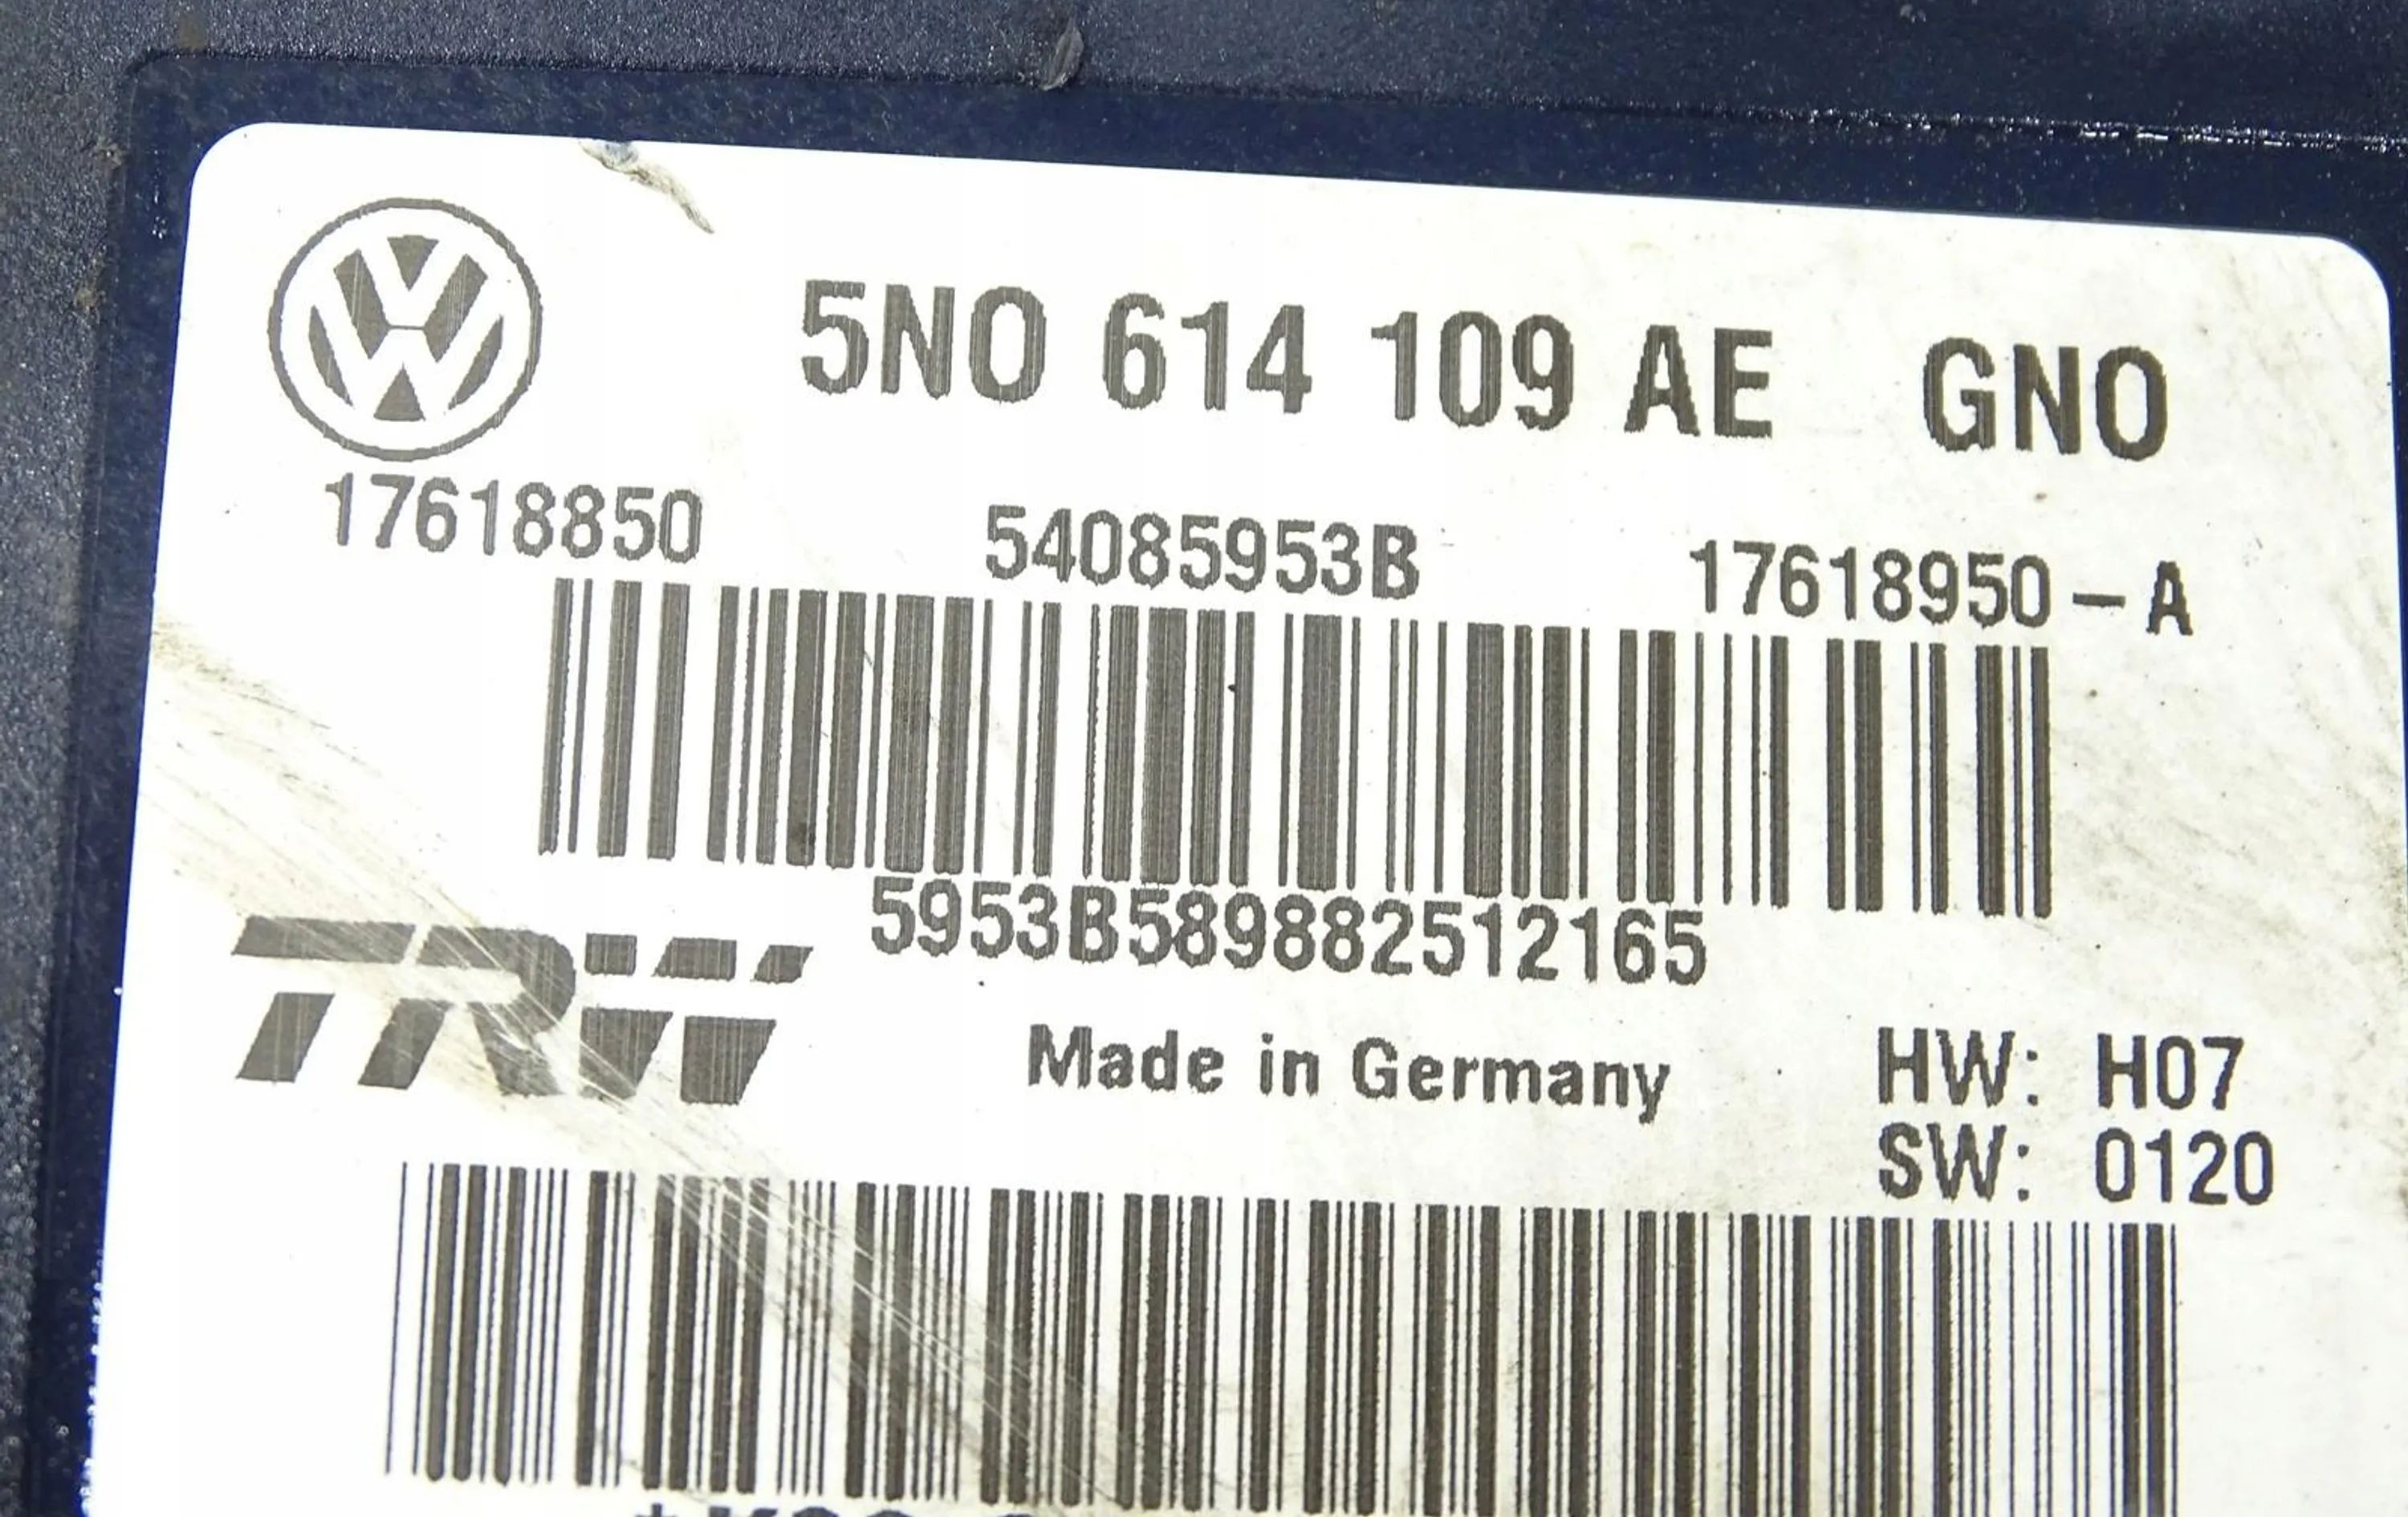 5N0 614 109 AE GNO
17618850 54085953B 17618950-A
5953B589882512165
TRW
Made in Germany HW: H07
SW: 0120